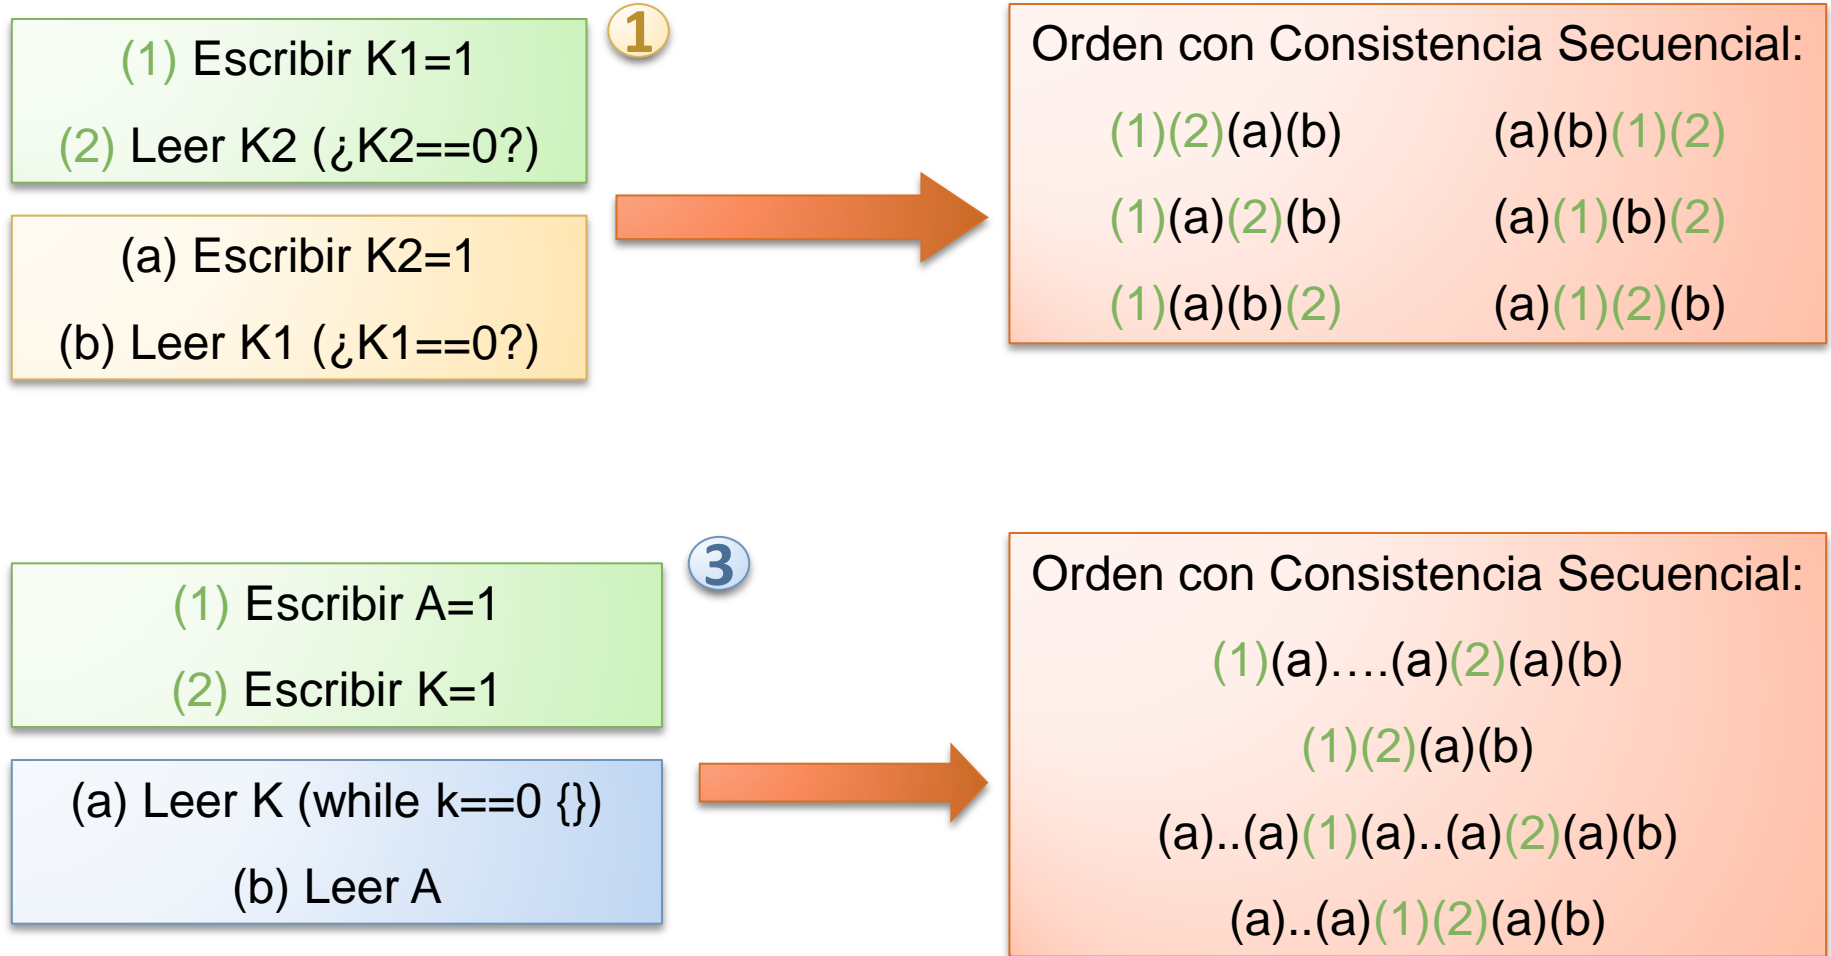 (1) Escribir K1=1
(2) Leer K2 (¿K2==0?)
(a) Escribir K2=1
(b) Leer K1 (¿K1==0?)
1
Orden con Consistencia Secuencial:
(1)(2)(a)(b) (a)(b)(1)(2)
(1)(a)(2)(b) (a)(1)(b)(2)
(1)(a)(b)(2) (a)(1)(2)(b)
(1) Escribir A=1
(2) Escribir K=1
(a) Leer K (while k==0 {})
(b) Leer A
3
Orden con Consistencia Secuencial:
(1)(a)….(a)(2)(a)(b)
(1)(2)(a)(b)
(a)..(a)(1)(a)..(a)(2)(a)(b)
(a)..(a)(1)(2)(a)(b)